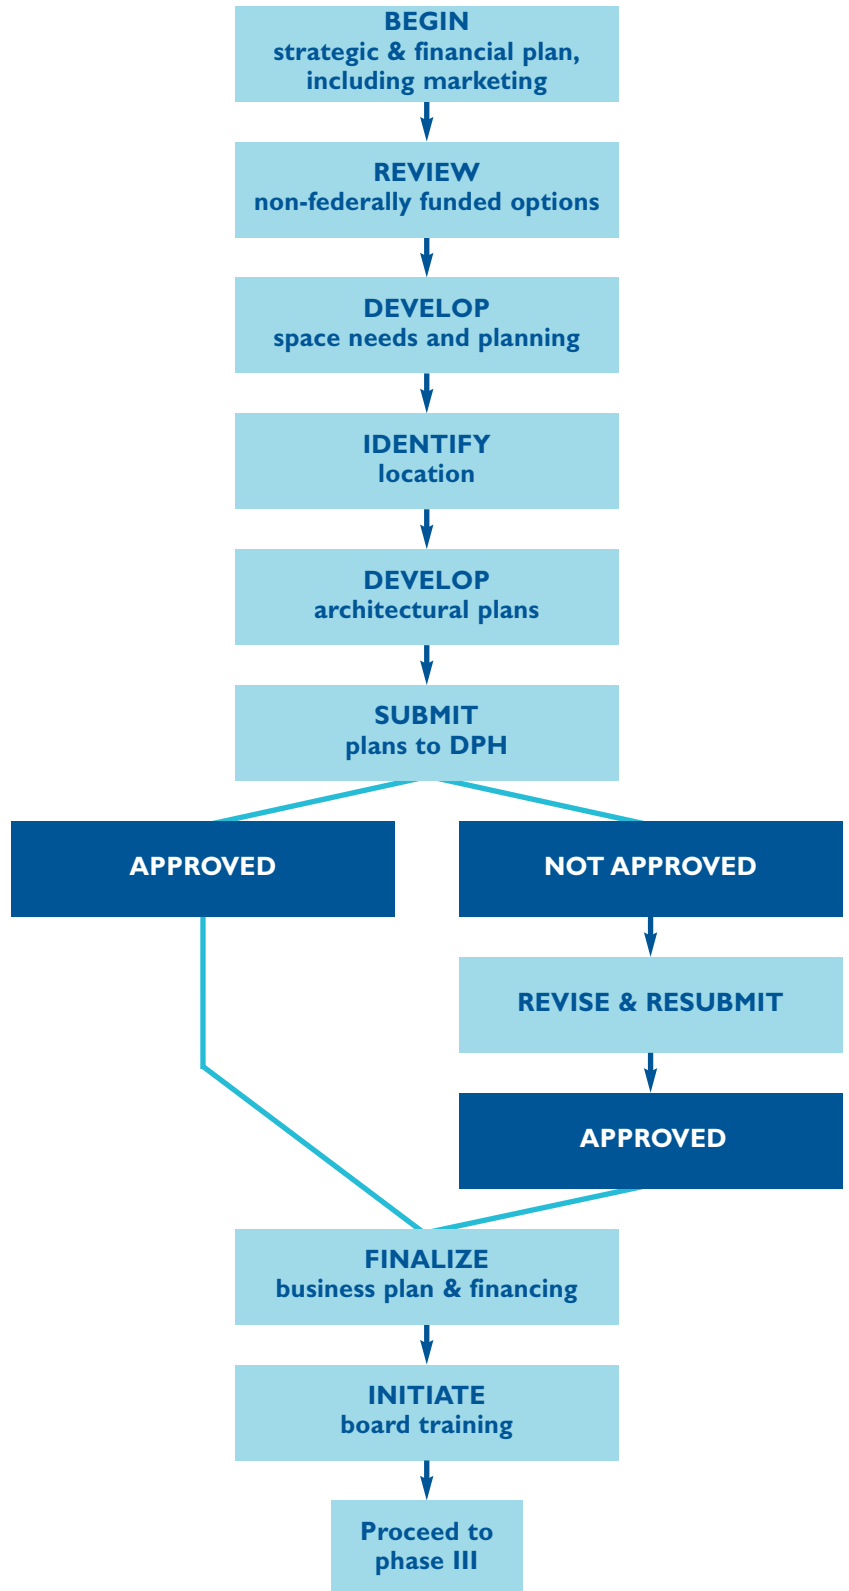 BEGIN
strategic & financial plan,
including marketing
REVIEW
non-federally funded options
DEVELOP
space needs and planning
IDENTIFY
location
DEVELOP
architectural plans
SUBMIT
plans to DPH
APPROVED
NOT APPROVED
REVISE & RESUBMIT
APPROVED
FINALIZE
business plan & financing
INITIATE
board training
Proceed to
phase III